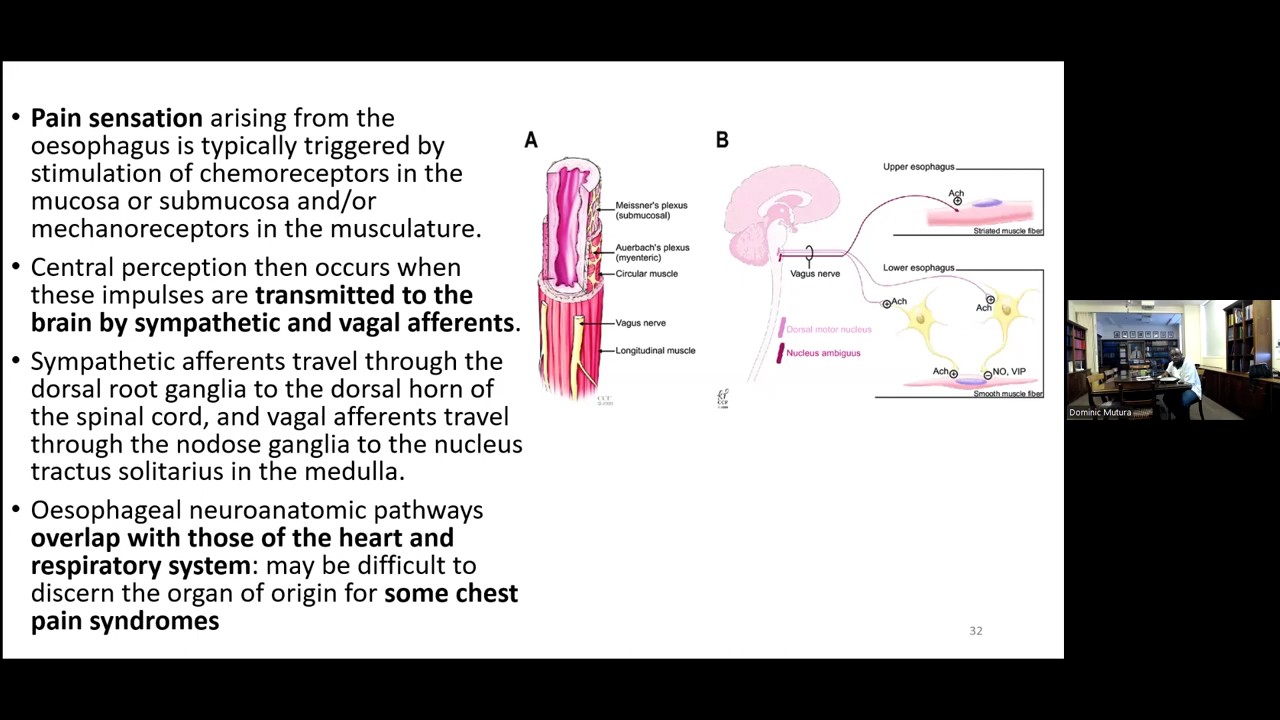 • Pain sensation arising from the
oesophagus is typically triggered by
stimulation of chemoreceptors in the
mucosa or submucosa and/or
mechanoreceptors in the musculature.
• Central perception then occurs when
these impulses are transmitted to the
brain by sympathetic and vagal afferents.
• Sympathetic afferents travel through the
dorsal root ganglia to the dorsal horn of
the spinal cord, and vagal afferents travel
through the nodose ganglia to the nucleus
tractus solitarius in the medulla.
• Oesophageal neuroanatomic pathways
overlap with those of the heart and
respiratory system: may be difficult to
discern the organ of origin for some chest
pain syndromes
A
Meissner's plexus
(submucosal)
Auerbach's plexus
(myenteric)
Circular muscle
Vagus nerve
Longitudinal muscle
B
Upper esophagus
Ach
Striated muscle fiber
Vagus nerve
Lower esophagus
Ach
Ach
Dorsal motor nucleus
Nucleus ambiguus
Ach
NO, VIP
Smooth muscle fiber
32
Dominic Mutura